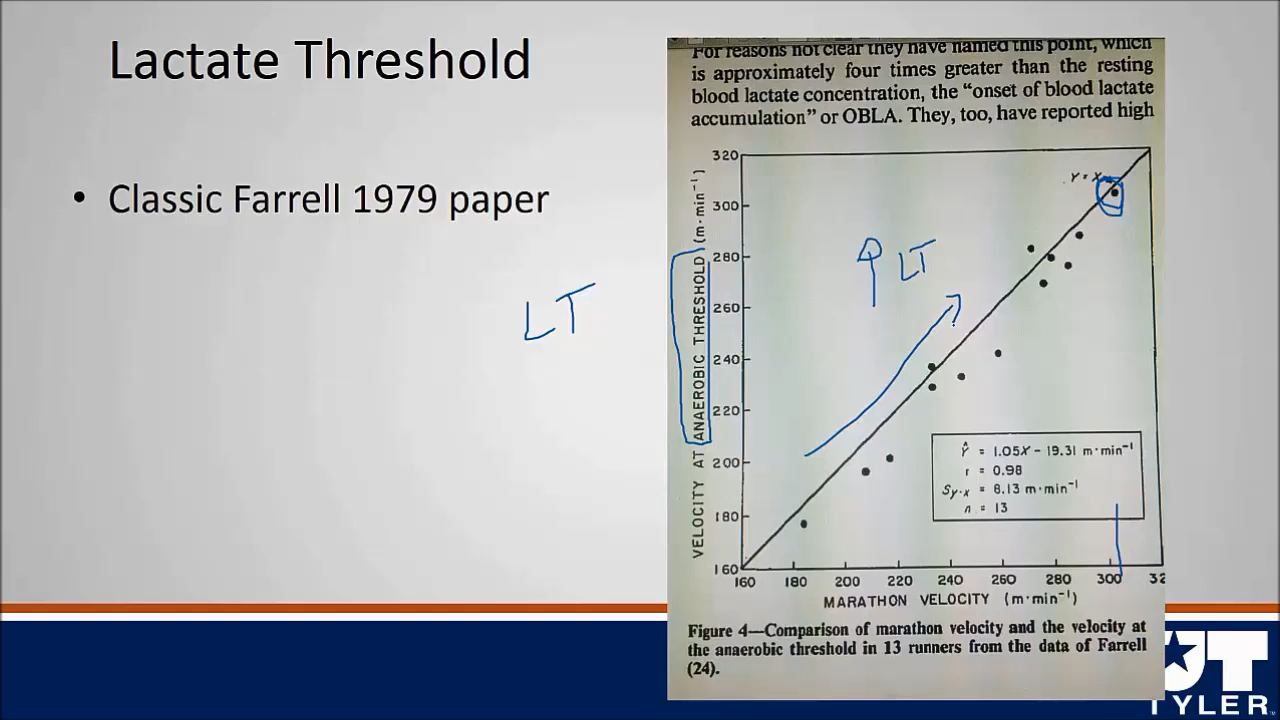 Lactate Threshold
• Classic Farrell 1979 paper
LT
For reasons not clear they have named this point, which
is approximately four times greater than the resting
blood lactate concentration, the “onset of blood lactate
accumulation” or OBLA. They, too, have reported high
VELOCITY AT ANAEROBIC THRESHOLD (m·min⁻¹)
320
300
280
260
240
220
200
180
160
Y = X
↑ LT
Ŷ = 1.05X − 19.31 m·min⁻¹
r = 0.98
Sy·x = 8.13 m·min⁻¹
n = 13
160 180 200 220 240 260 280 300 32
MARATHON VELOCITY (m·min⁻¹)
Figure 4—Comparison of marathon velocity and the velocity at
the anaerobic threshold in 13 runners from the data of Farrell
(24).
UT
TYLER